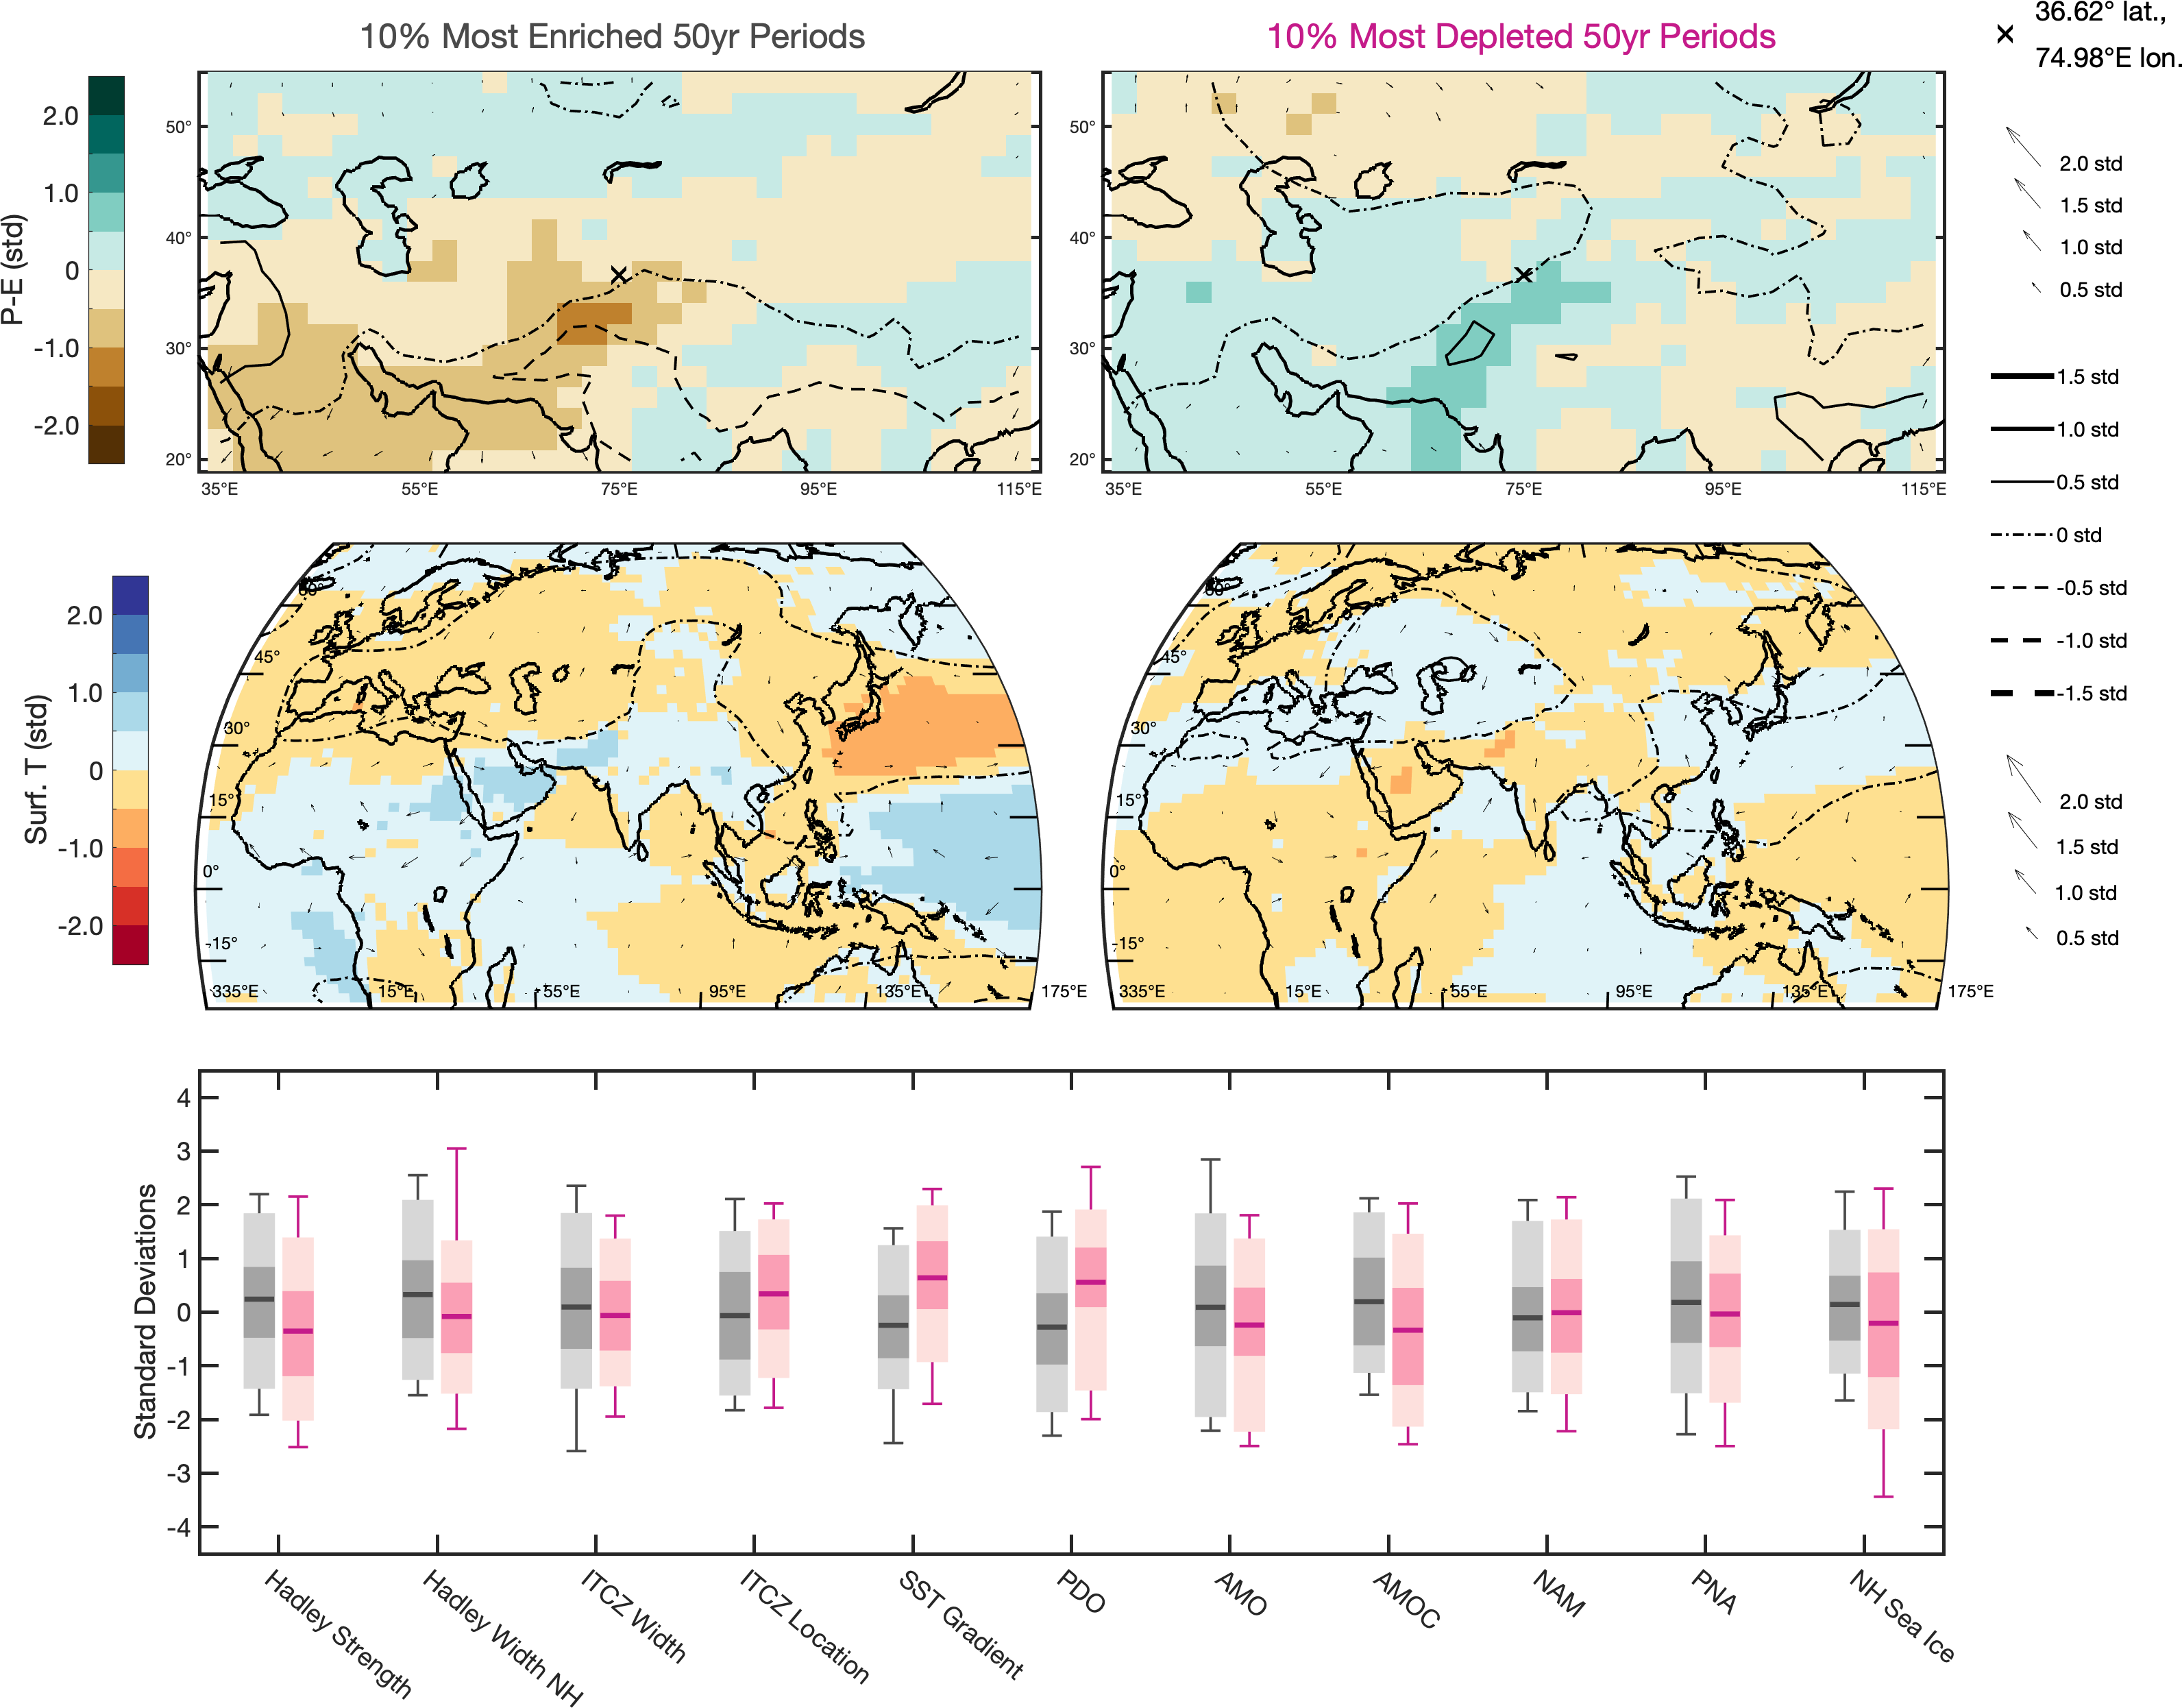 10% Most Enriched 50yr Periods
10% Most Depleted 50yr Periods
36.62° lat.,
74.98°E lon.
P-E (std)
2.0
1.0
0
-1.0
-2.0
50°
40°
30°
20°
35°E
55°E
75°E
95°E
115°E
50°
40°
30°
20°
35°E
55°E
75°E
95°E
115°E
2.0 std
1.5 std
1.0 std
0.5 std
1.5 std
1.0 std
0.5 std
0 std
-0.5 std
-1.0 std
-1.5 std
Surf. T (std)
2.0
1.0
0
-1.0
-2.0
60°
45°
30°
15°
0°
-15°
335°E
15°E
55°E
95°E
135°E
175°E
60°
45°
30°
15°
0°
-15°
335°E
15°E
55°E
95°E
135°E
175°E
2.0 std
1.5 std
1.0 std
0.5 std
Standard Deviations
4
3
2
1
0
-1
-2
-3
-4
Hadley Strength
Hadley Width NH
ITCZ Width
ITCZ Location
SST Gradient
PDO
AMO
AMOC
NAM
PNA
NH Sea Ice